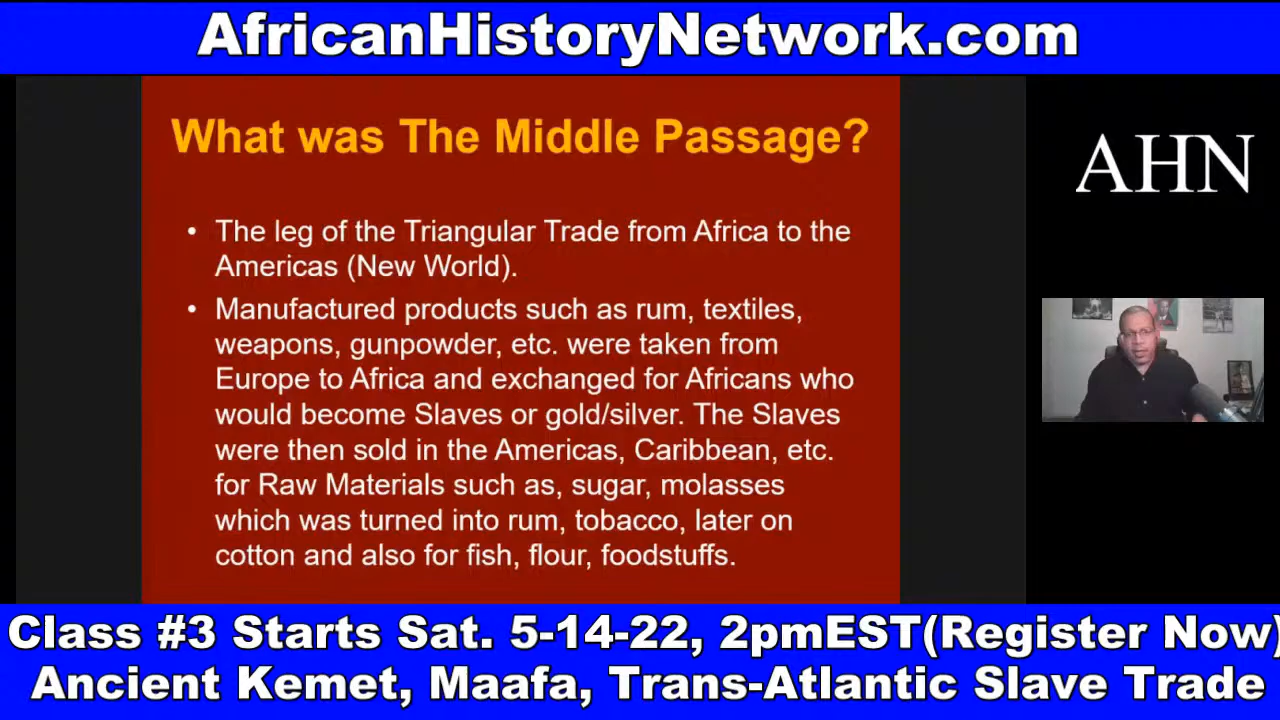 AfricanHistoryNetwork.com
What was The Middle Passage?
AHN
• The leg of the Triangular Trade from Africa to the
Americas (New World).
• Manufactured products such as rum, textiles,
weapons, gunpowder, etc. were taken from
Europe to Africa and exchanged for Africans who
would become Slaves or gold/silver. The Slaves
were then sold in the Americas, Caribbean, etc.
for Raw Materials such as, sugar, molasses
which was turned into rum, tobacco, later on
cotton and also for fish, flour, foodstuffs.
Class #3 Starts Sat. 5-14-22, 2pmEST(Register Now)
Ancient Kemet, Maafa, Trans-Atlantic Slave Trade